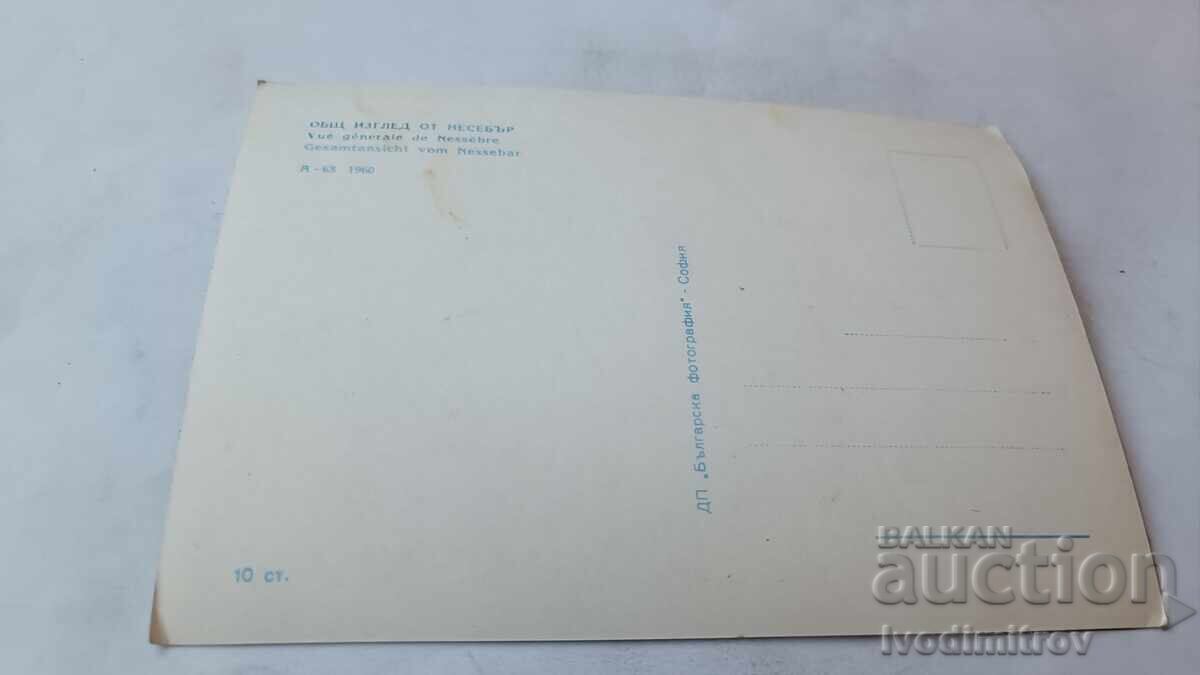 ОБЩ ИЗГЛЕД ОТ НЕСЕБЪР
Vue générale de Nessèbre
Gesamtansicht vom Nessebar
А-63 1960
ДП „Българска фотография" - София
10 ст.
BALKAN
auction
Ivodimitrov